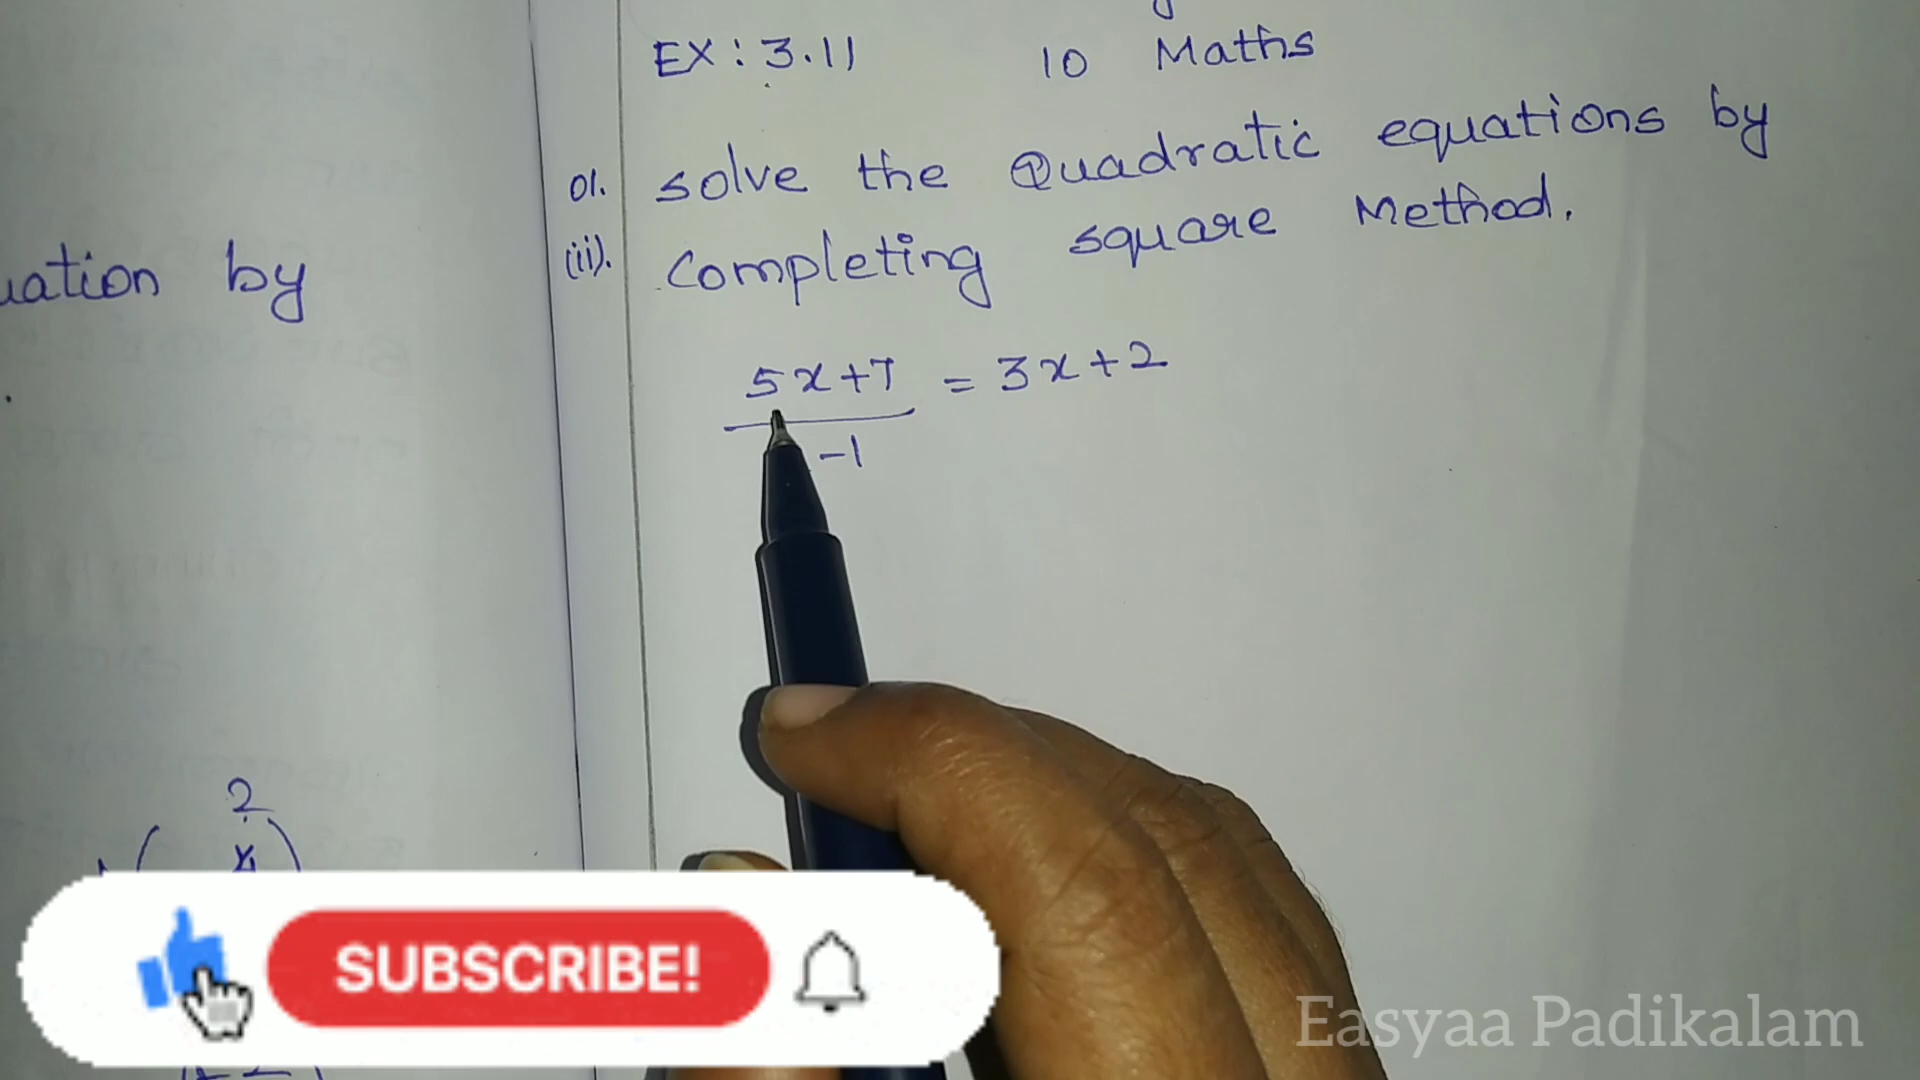 EX: 3.11 10 Maths
01. solve the Quadratic equations by
(ii). completing square Method.
uation by
5x+7 = 3x+2
-1
2
SUBSCRIBE!
Easyaa Padikalam